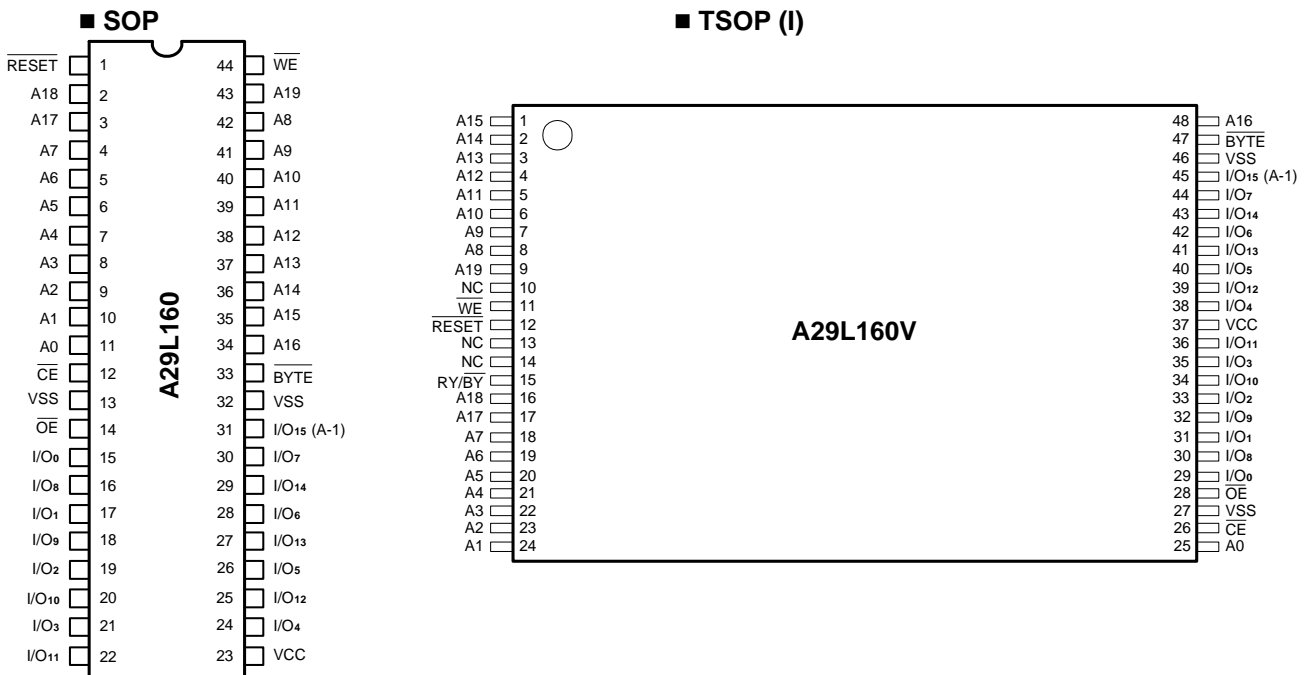 ■ SOP
RESET 1 44 WE
A18 2 43 A19
A17 3 42 A8
A7 4 41 A9
A6 5 40 A10
A5 6 39 A11
A4 7 38 A12
A3 8 37 A13
A2 9 36 A14
A1 10 35 A15
A0 11 34 A16
CE 12 33 BYTE
VSS 13 32 VSS
OE 14 31 I/O15 (A-1)
I/O0 15 30 I/O7
I/O8 16 29 I/O14
I/O1 17 28 I/O6
I/O9 18 27 I/O13
I/O2 19 26 I/O5
I/O10 20 25 I/O12
I/O3 21 24 I/O4
I/O11 22 23 VCC
A29L160
■ TSOP (I)
A15 1 48 A16
A14 2 47 BYTE
A13 3 46 VSS
A12 4 45 I/O15 (A-1)
A11 5 44 I/O7
A10 6 43 I/O14
A9 7 42 I/O6
A8 8 41 I/O13
A19 9 40 I/O5
NC 10 39 I/O12
WE 11 38 I/O4
RESET 12 37 VCC
NC 13 36 I/O11
NC 14 35 I/O3
RY/BY 15 34 I/O10
A18 16 33 I/O2
A17 17 32 I/O9
A7 18 31 I/O1
A6 19 30 I/O8
A5 20 29 I/O0
A4 21 28 OE
A3 22 27 VSS
A2 23 26 CE
A1 24 25 A0
A29L160V